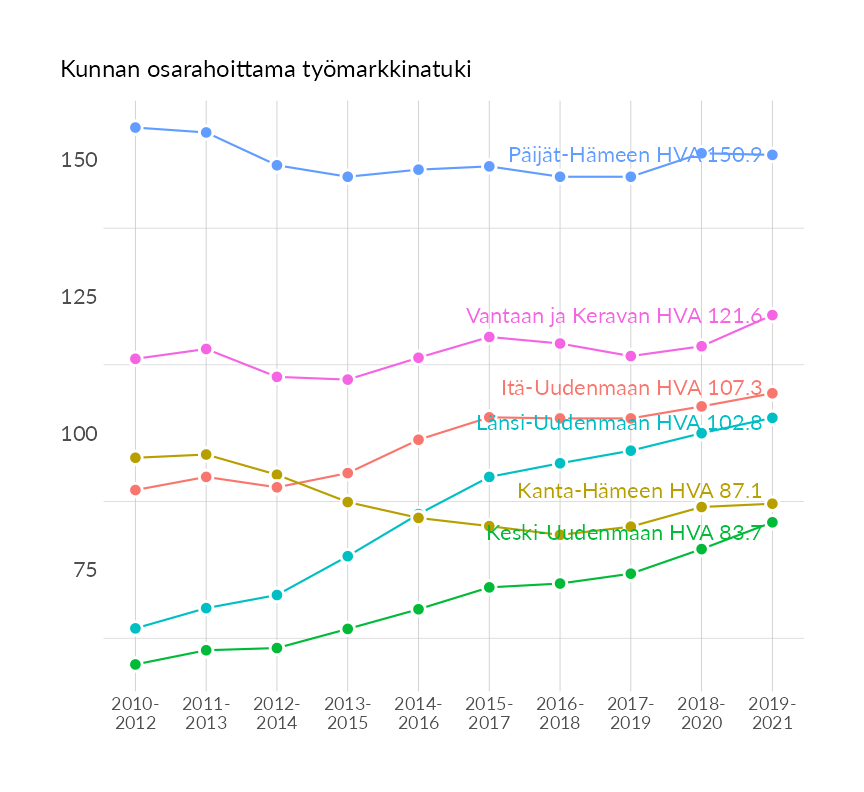 Kunnan osarahoittama työmarkkinatuki
150
125
100
75
Päijät-Hämeen HVA 150.9
Vantaan ja Keravan HVA 121.6
Itä-Uudenmaan HVA 107.3
Länsi-Uudenmaan HVA 102.8
Kanta-Hämeen HVA 87.1
Keski-Uudenmaan HVA 83.7
2010-2012
2011-2013
2012-2014
2013-2015
2014-2016
2015-2017
2016-2018
2017-2019
2018-2020
2019-2021